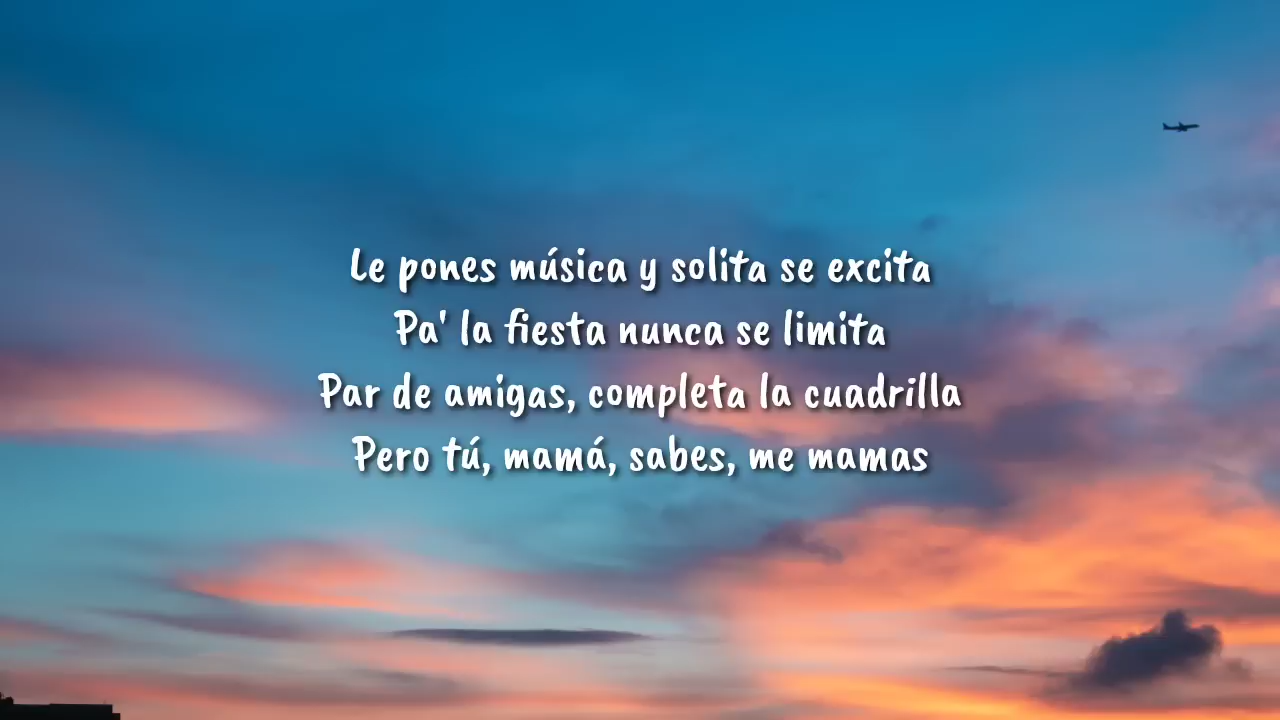 Le pones música y solita se excita
Pa' la fiesta nunca se limita
Par de amigas, completa la cuadrilla
Pero tú, mamá, sabes, me mamas